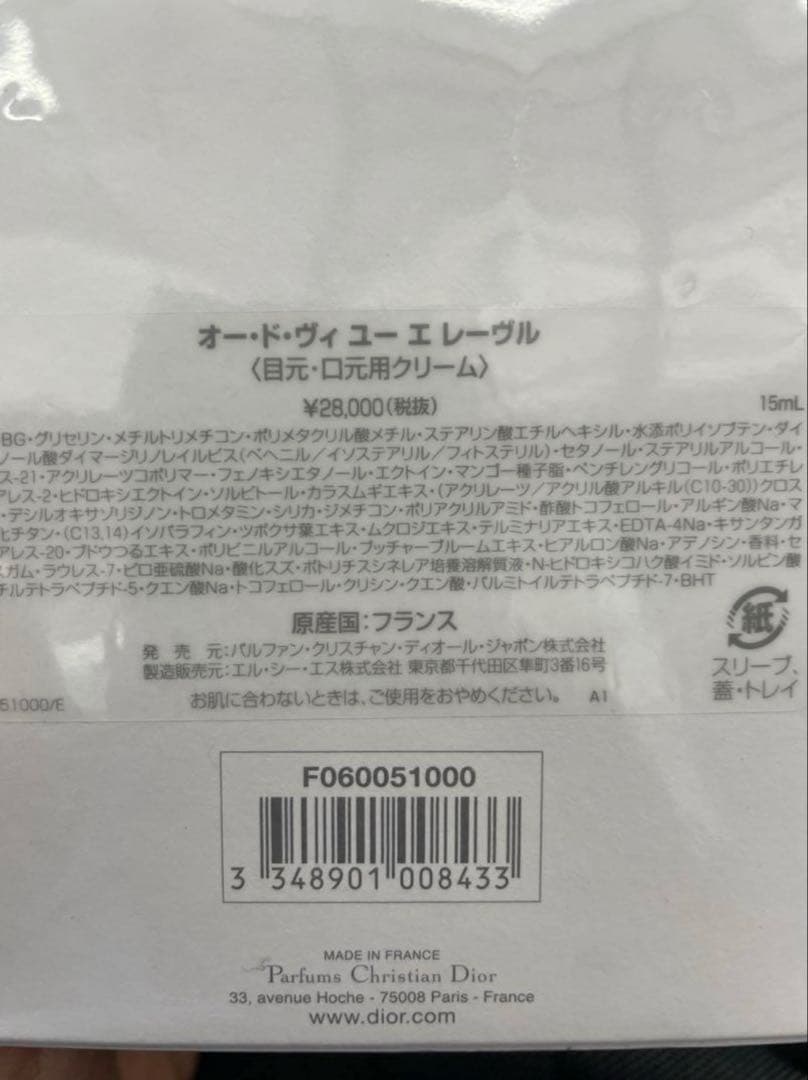 オー・ド・ヴィ ユー エ レーヴル
〈目元・口元用クリーム〉
¥28,000(税抜)
15mL
BG・グリセリン・メチルトリメチコン・ポリメタクリル酸メチル・ステアリン酸エチルヘキシル・水添ポリイソブテン・ダイ
ノール酸ダイマージリノレイルビス(ベヘニル/イソステアリル/フィトステリル)・セタノール・ステアリルアルコール・
ス-21・アクリレーツコポリマー・フェノキシエタノール・エクトイン・マンゴー種子脂・ペンチレングリコール・ポリエチレ
アレス-2・ヒドロキシエクトイン・ソルビトール・カラスムギエキス・(アクリレーツ/アクリル酸アルキル(C10-30))クロス
・デシルオキサゾリジノン・トロメタミン・シリカ・ジメチコン・ポリアクリルアミド・酢酸トコフェロール・アルギン酸Na・マ
化チタン・(C13,14)イソパラフィン・ツボクサ葉エキス・ムクロジエキス・テルミナリアエキス・EDTA-4Na・キサンタンガ
アレス-20・ブドウつるエキス・ポリビニルアルコール・ブッチャーブルームエキス・ヒアルロン酸Na・アデノシン・香料・セ
スガム・ラウレス-7・ピロ亜硫酸Na・酸化スズ・ボトリチスシネレア培養溶解質液・N-ヒドロキシコハク酸イミド・ソルビン酸
チルテトラペプチド-5・クエン酸Na・トコフェロール・クリシン・クエン酸・パルミトイルテトラペプチド-7・BHT
原産国:フランス
発 売 元:パルファン・クリスチャン・ディオール・ジャポン株式会社
製造販売元:エル・シー・エス株式会社 東京都千代田区隼町3番16号
紙
スリーブ、
蓋・トレイ
51000/E
お肌に合わないときは、ご使用をおやめください。 A1
F060051000
3 348901 008433
MADE IN FRANCE
Parfums Christian Dior
33, avenue Hoche - 75008 Paris - France
www.dior.com